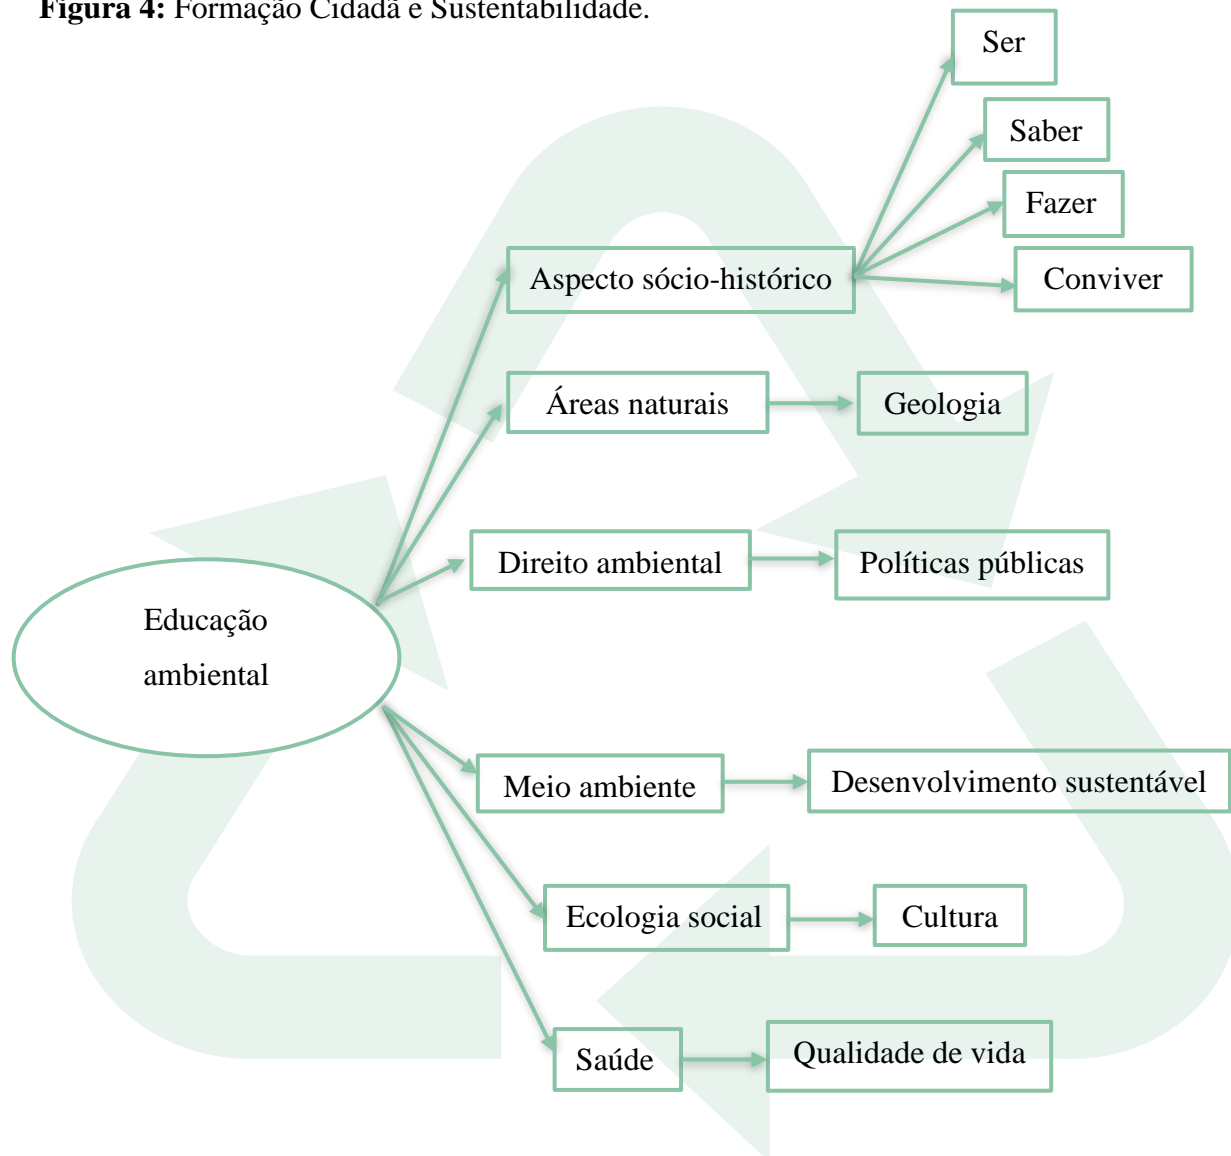 Figura 4: Formação Cidadã e Sustentabilidade.
Ser
Saber
Fazer
Conviver
Aspecto sócio-histórico
Áreas naturais
Geologia
Direito ambiental
Políticas públicas
Educação
ambiental
Meio ambiente
Desenvolvimento sustentável
Ecologia social
Cultura
Saúde
Qualidade de vida